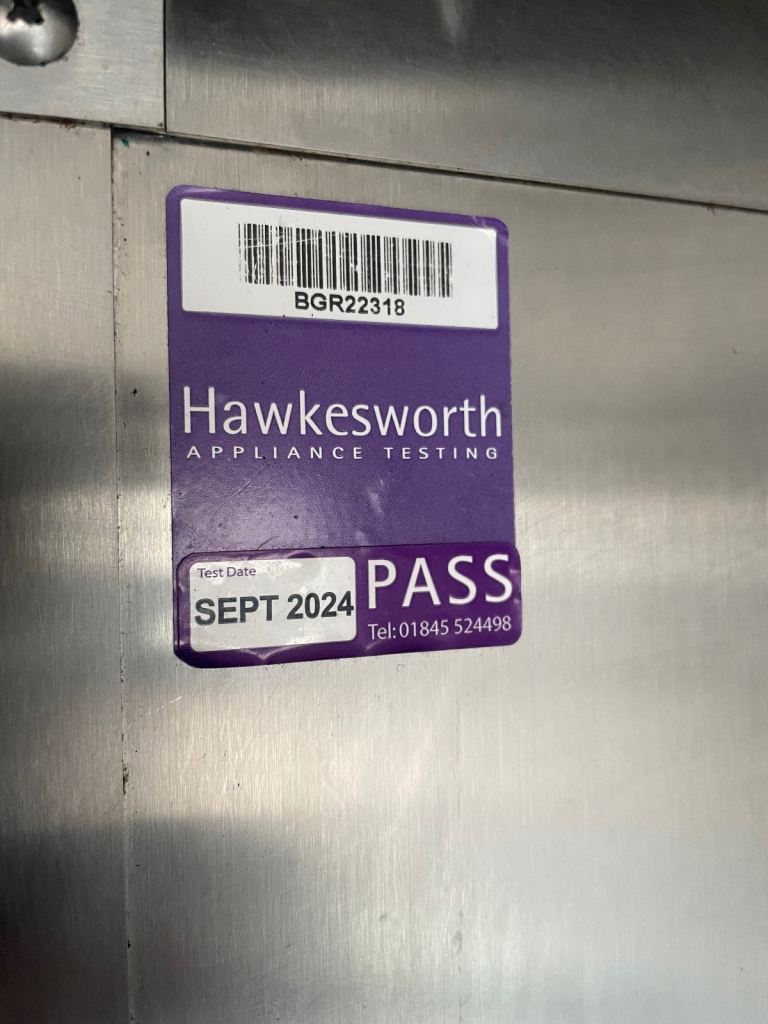 BGR22318
Hawkesworth
APPLIANCE TESTING
Test Date
SEPT 2024
PASS
Tel: 01845 524498